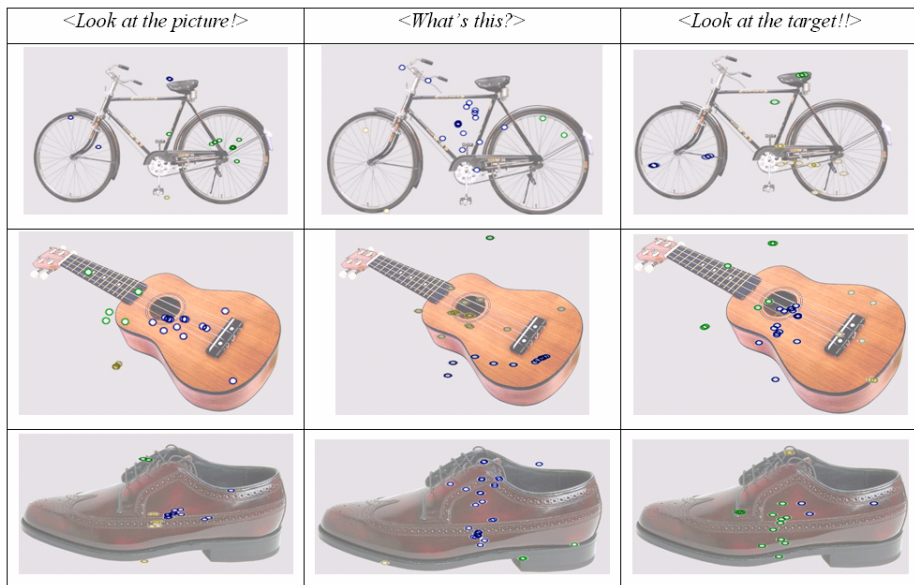 <Look at the picture!>
<What’s this?>
<Look at the target!!>